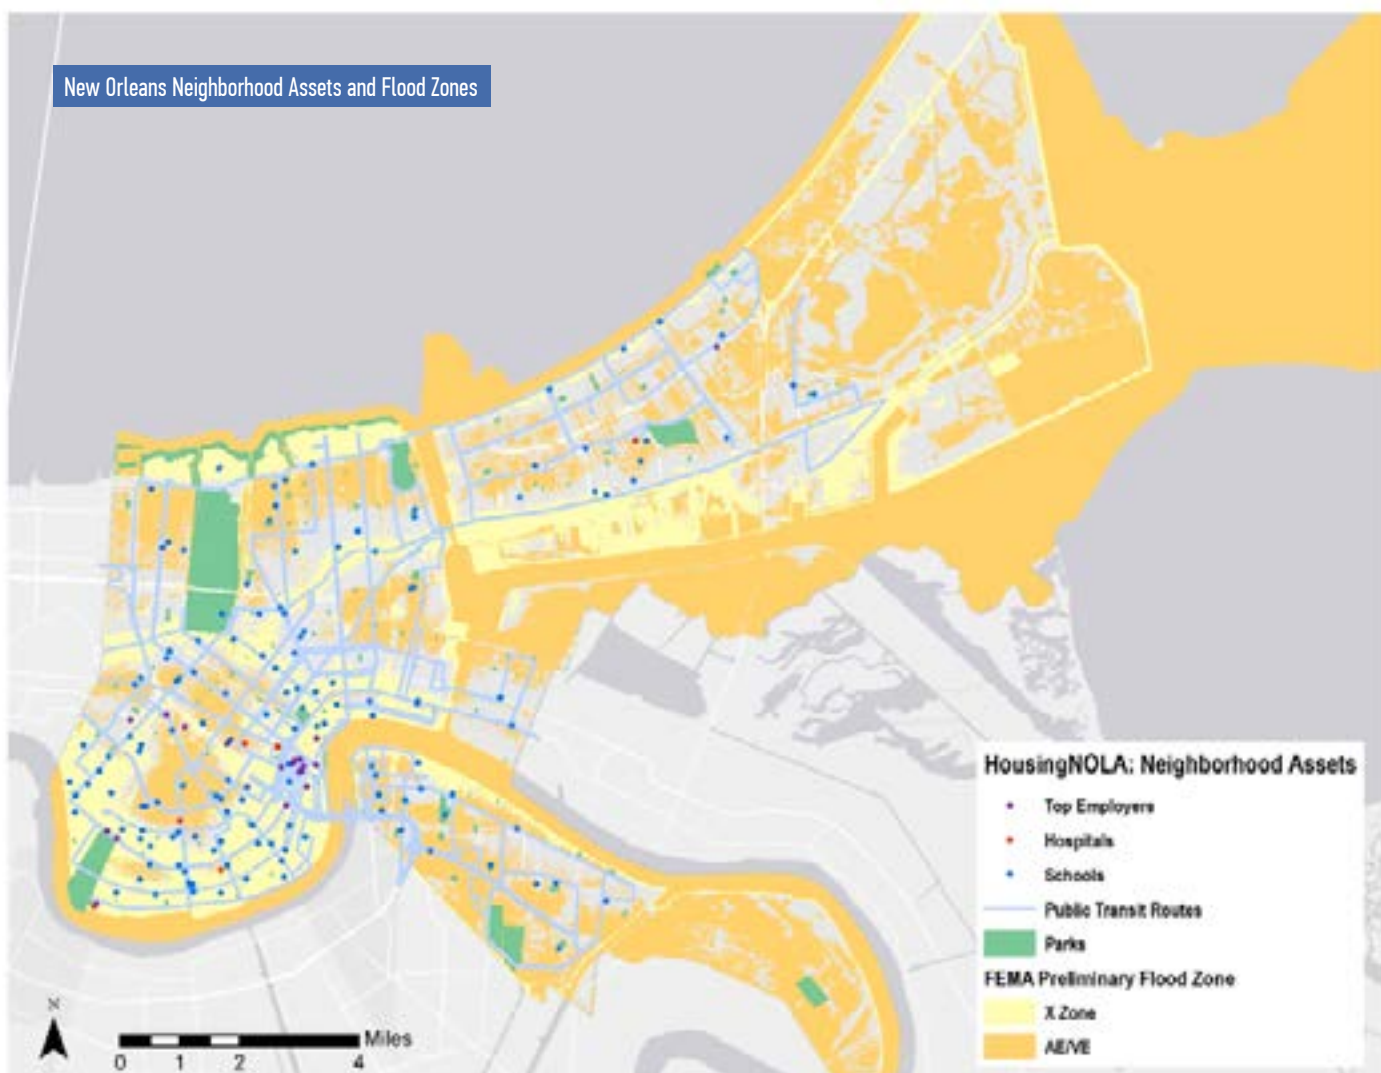 New Orleans Neighborhood Assets and Flood Zones
HousingNOLA: Neighborhood Assets
Top Employers
Hospitals
Schools
Public Transit Routes
Parks
FEMA Preliminary Flood Zone
X Zone
AE/VE
N
Miles
0 1 2 4